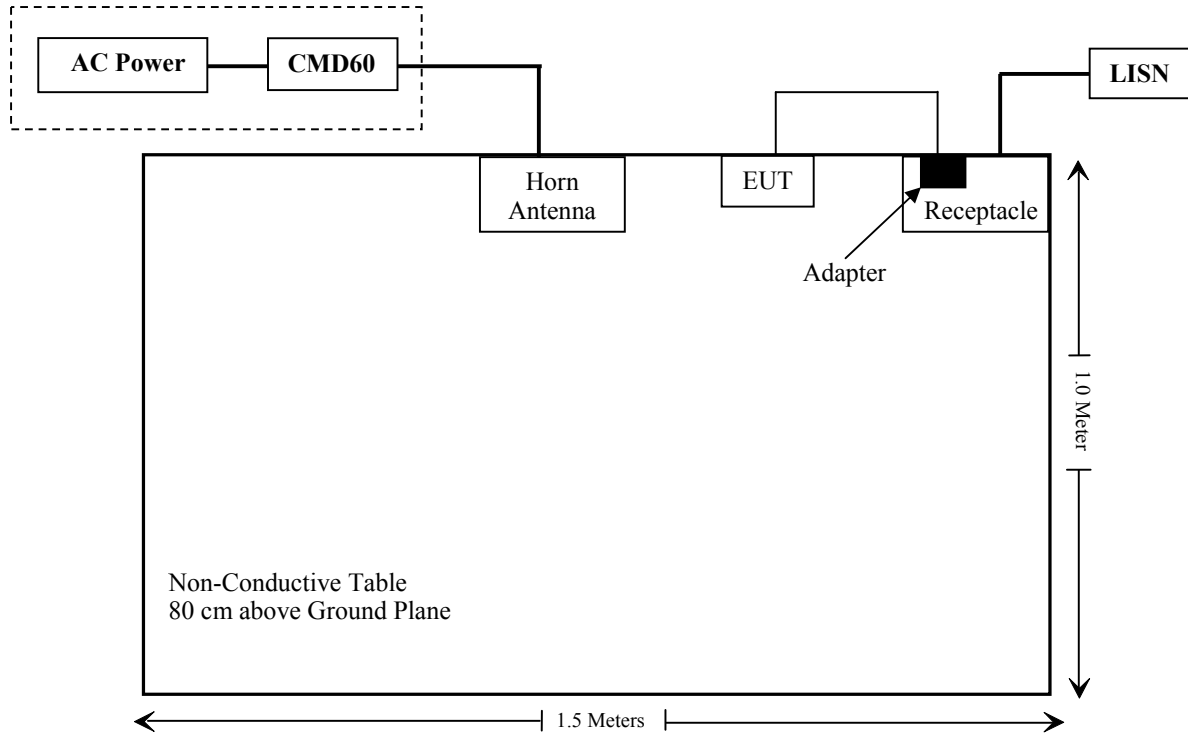 AC Power
CMD60
LISN
Horn
Antenna
EUT
Receptacle
Adapter
1.0 Meter
Non-Conductive Table
80 cm above Ground Plane
1.5 Meters